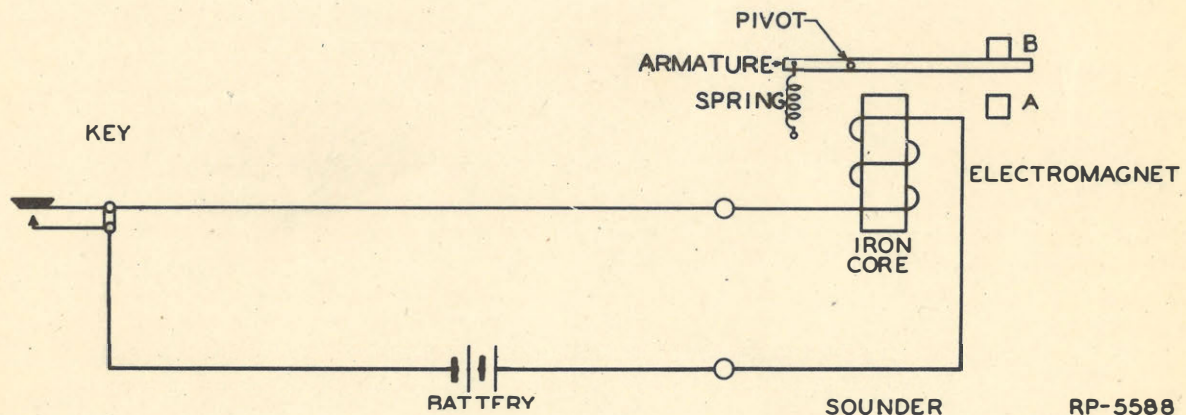 PIVOT
B
ARMATURE
SPRING
A
KEY
ELECTROMAGNET
IRON
CORE
BATTERY
SOUNDER
RP-5588